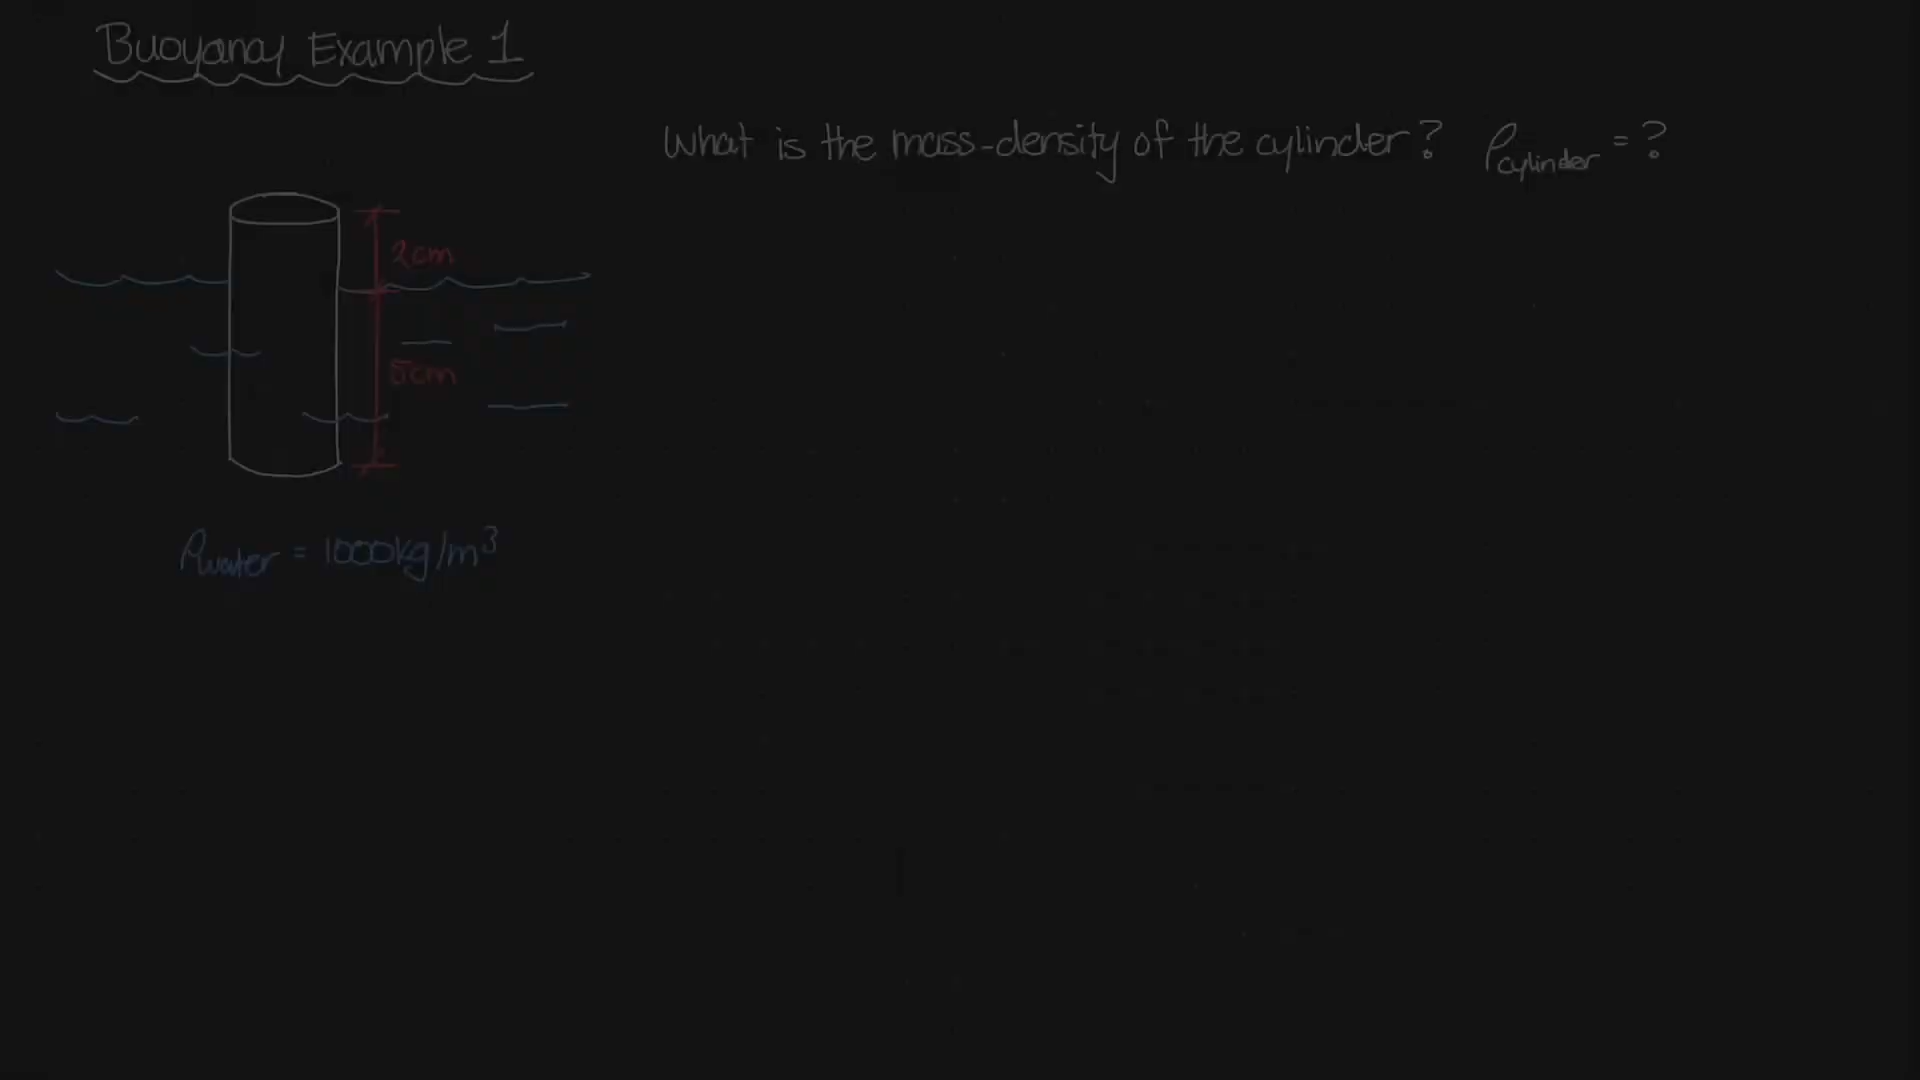 Buoyancy Example 1
What is the mass-density of the cylinder? ρcylinder = ?
2cm
5cm
ρwater = 1000kg/m³